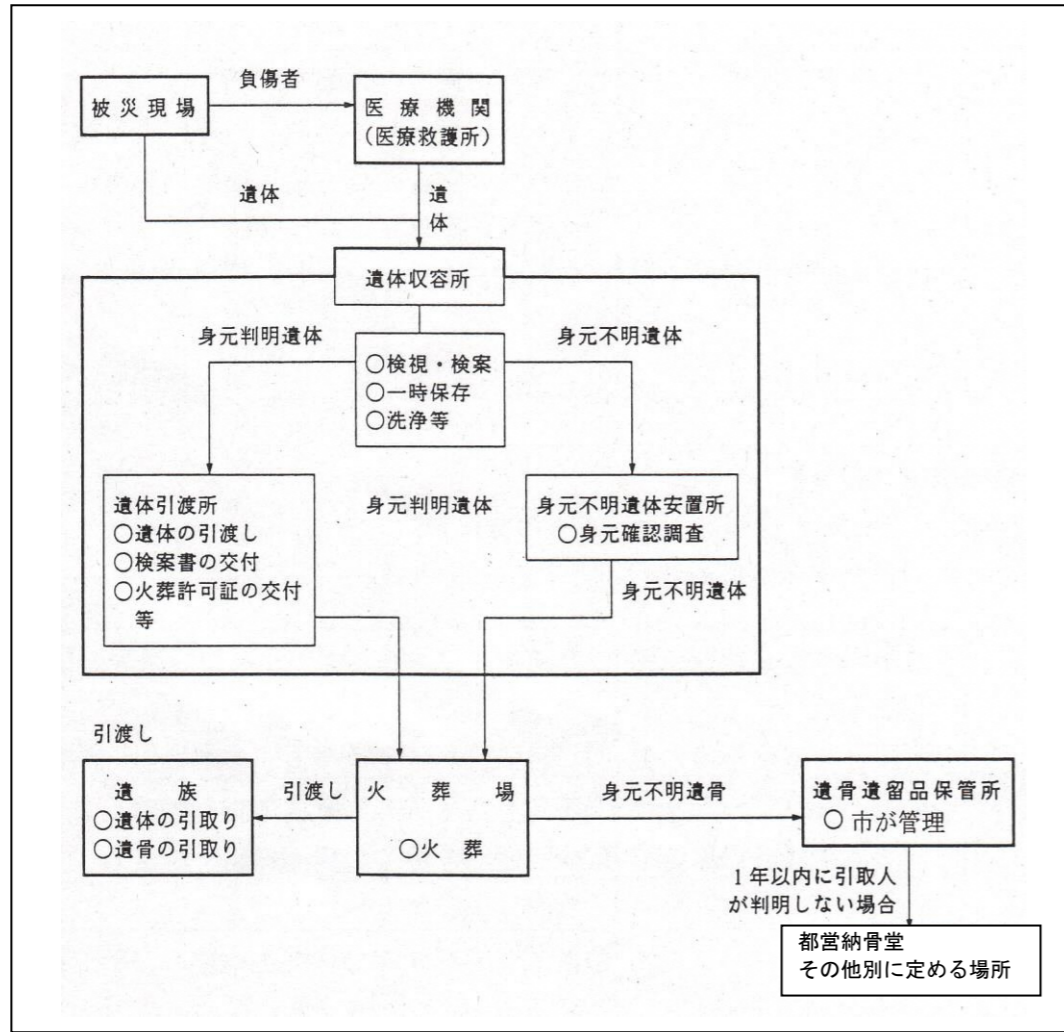 負傷者
被災現場
医療機関
(医療救護所)
遺体
遺体
遺体収容所
身元判明遺体
身元不明遺体
○検視・検案
○一時保存
○洗浄等
遺体引渡所
○遺体の引渡し
○検案書の交付
○火葬許可証の交付
等
身元判明遺体
身元不明遺体安置所
○身元確認調査
身元不明遺体
引渡し
遺族
○遺体の引取り
○遺骨の引取り
引渡し
火葬場
○火葬
身元不明遺骨
遺骨遺留品保管所
○ 市が管理
1年以内に引取人
が判明しない場合
都営納骨堂
その他別に定める場所